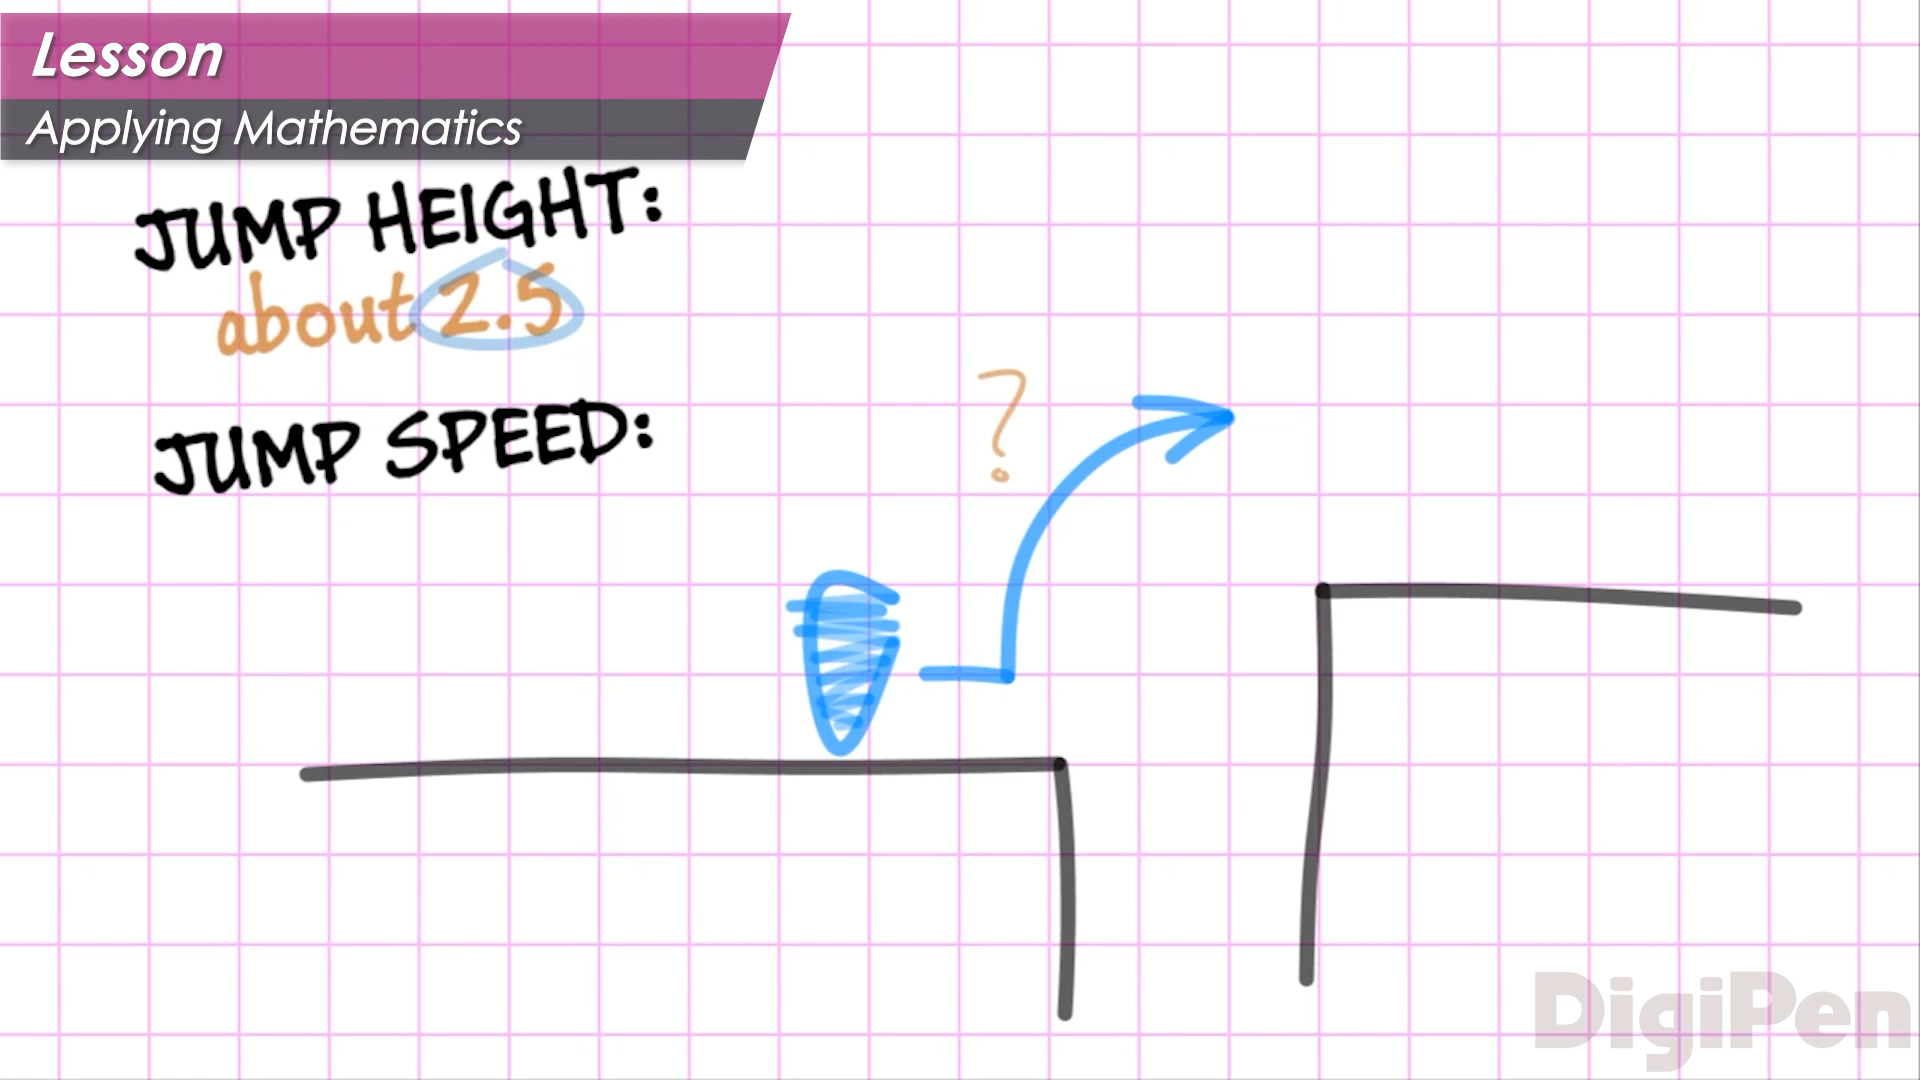 Lesson
Applying Mathematics
JUMP HEIGHT:
about 2.5
JUMP SPEED:
?
DigiPen